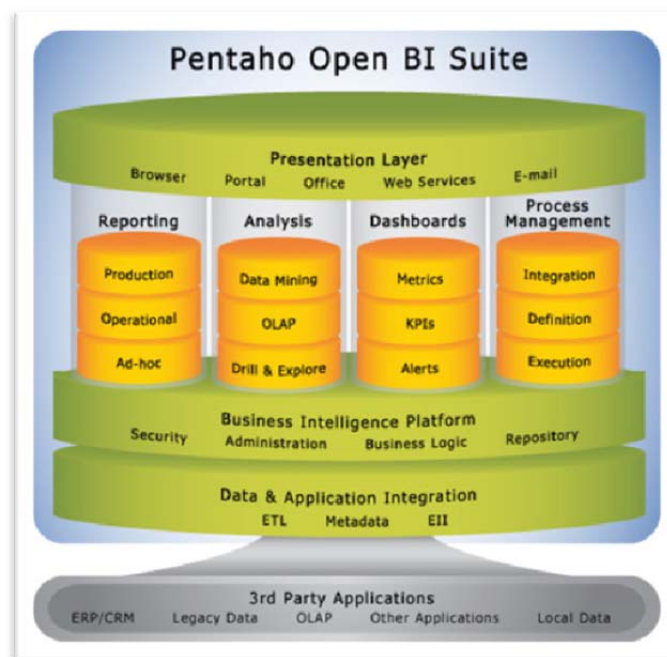 Pentaho Open BI Suite
Presentation Layer
Browser Portal Office Web Services E-mail
Reporting Analysis Dashboards Process Management
Production Data Mining Metrics Integration
Operational OLAP KPIs Definition
Ad-hoc Drill & Explore Alerts Execution
Business Intelligence Platform
Security Administration Business Logic Repository
Data & Application Integration
ETL Metadata EII
3rd Party Applications
ERP/CRM Legacy Data OLAP Other Applications Local Data